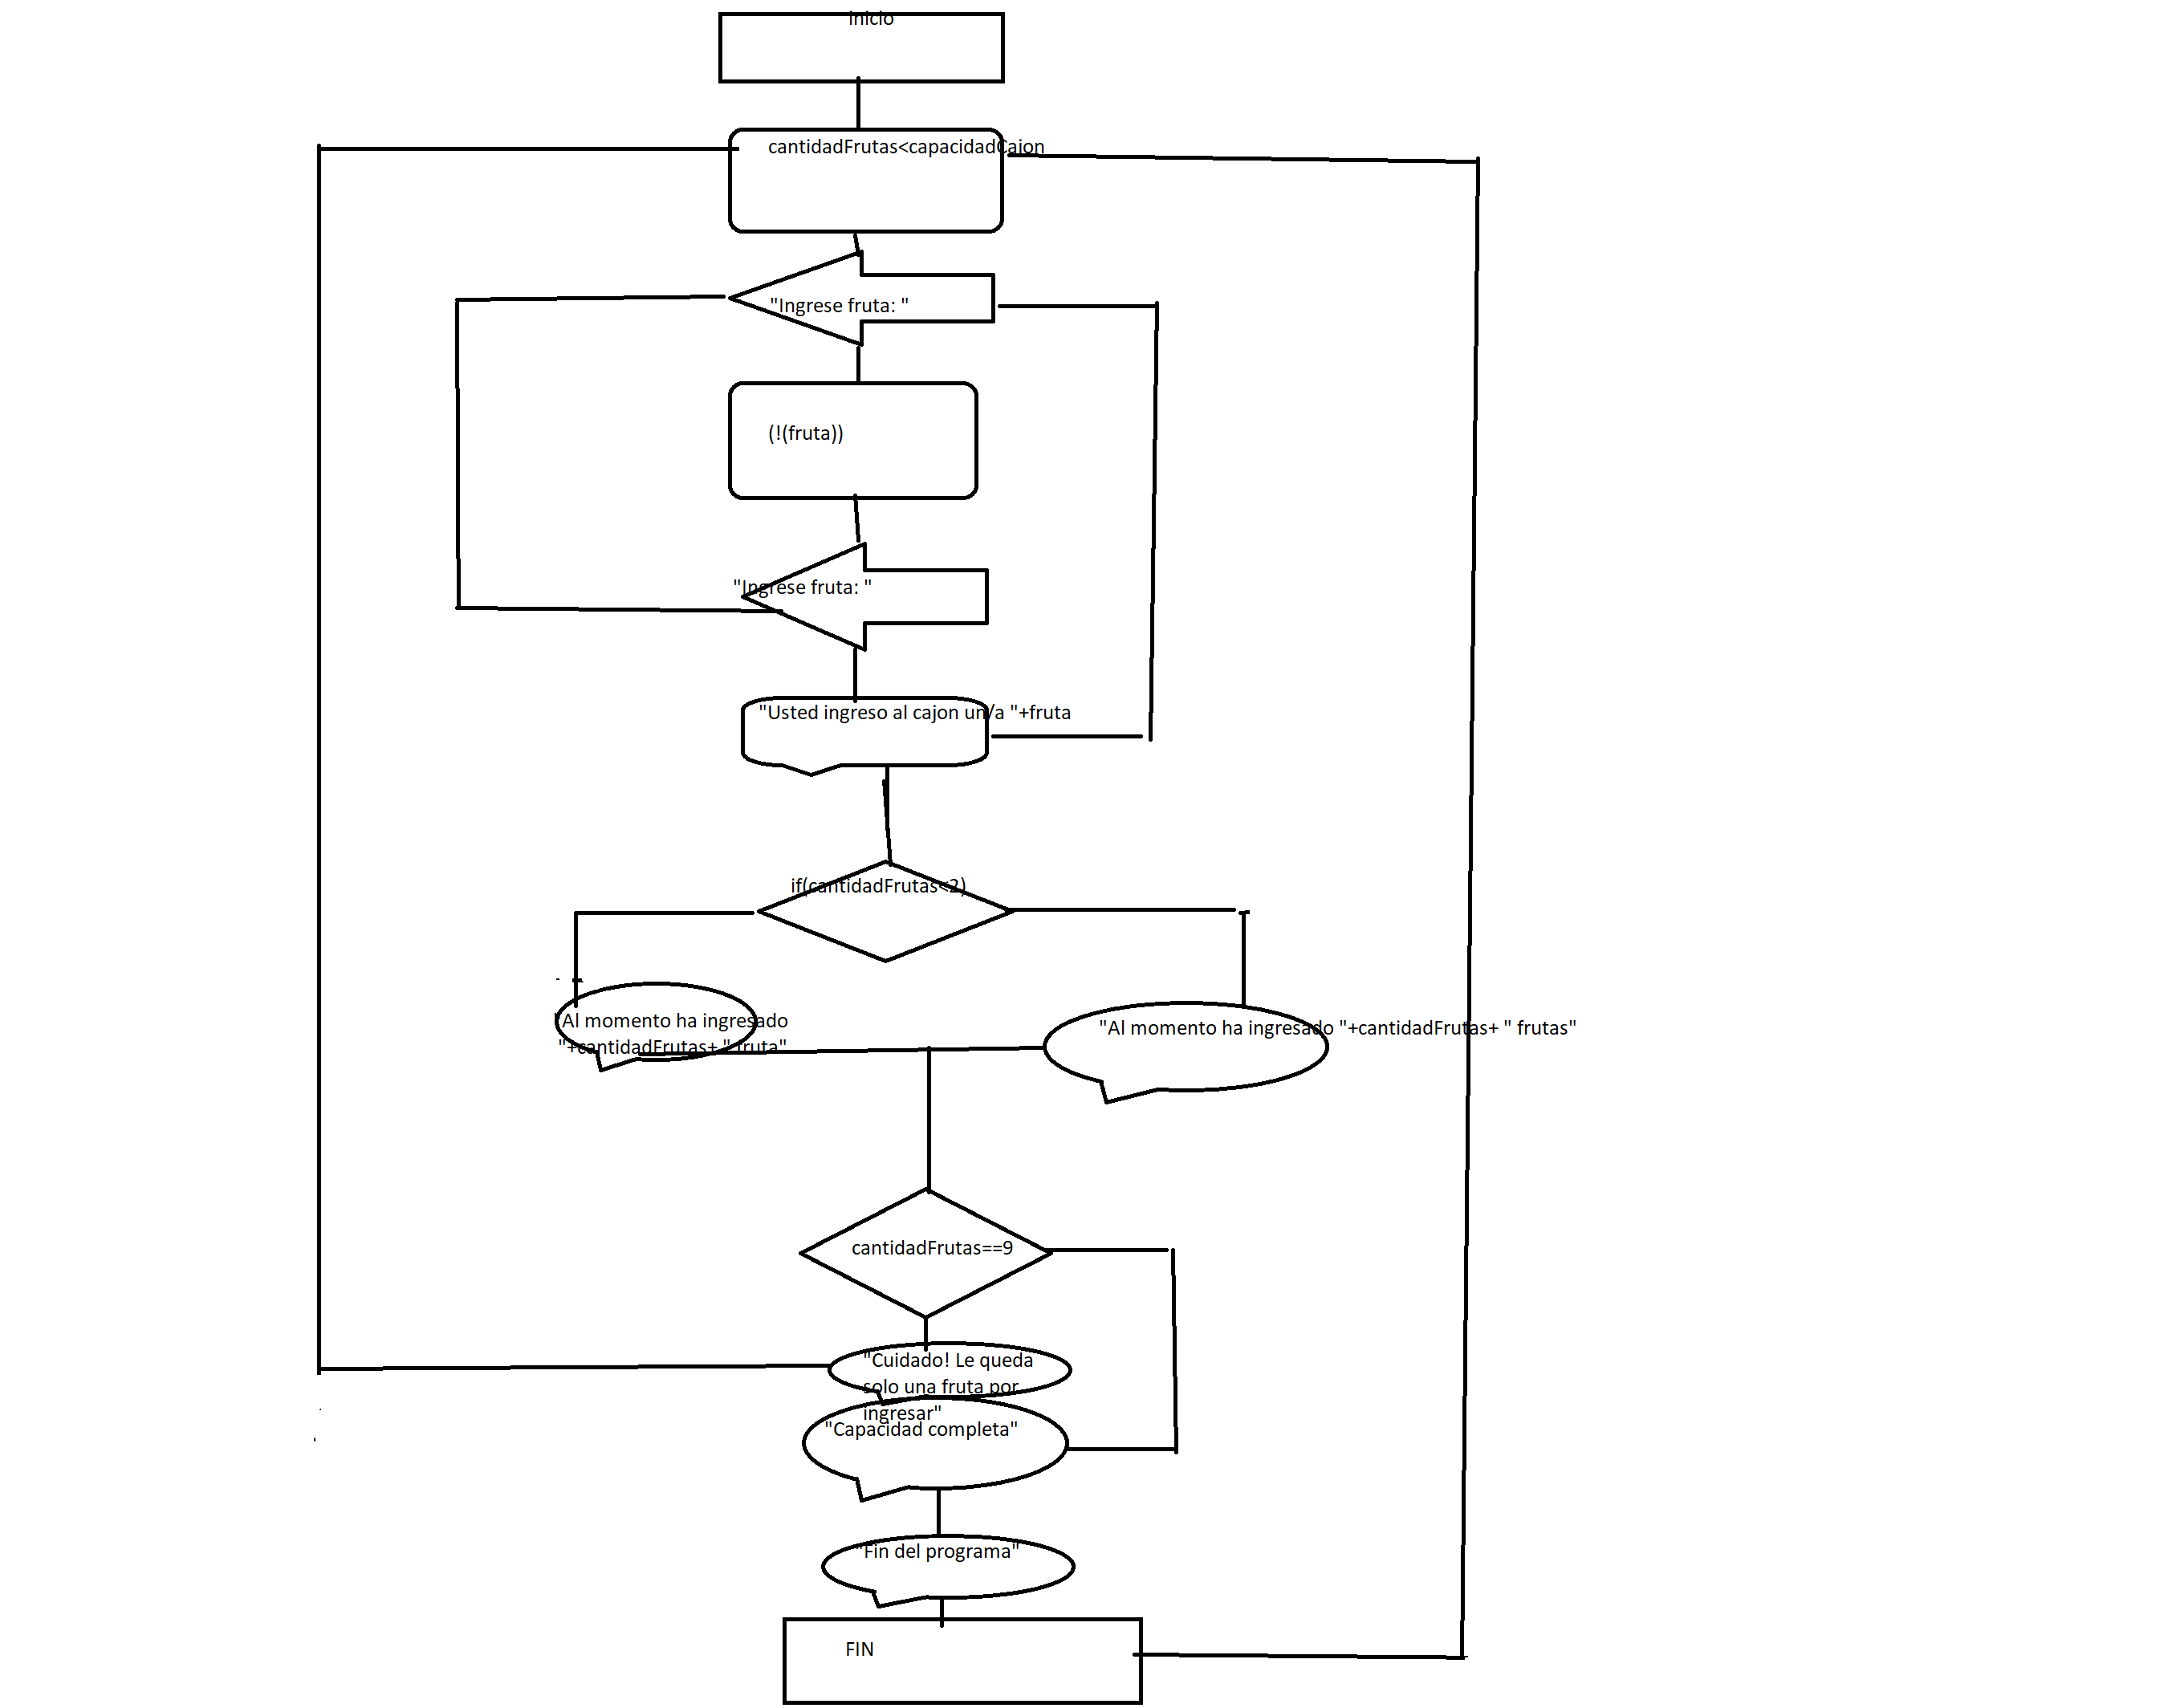 inicio
cantidadFrutas<capacidadCajon
"Ingrese fruta: "
(!(fruta))
"Ingrese fruta: "
"Usted ingreso al cajon un/a "+fruta
if(cantidadFrutas<2)
"Al momento ha ingresado
"+cantidadFrutas+ " fruta"
"Al momento ha ingresado "+cantidadFrutas+ " frutas"
cantidadFrutas==9
"Cuidado! Le queda
solo una fruta por
ingresar"
"Capacidad completa"
"Fin del programa"
FIN